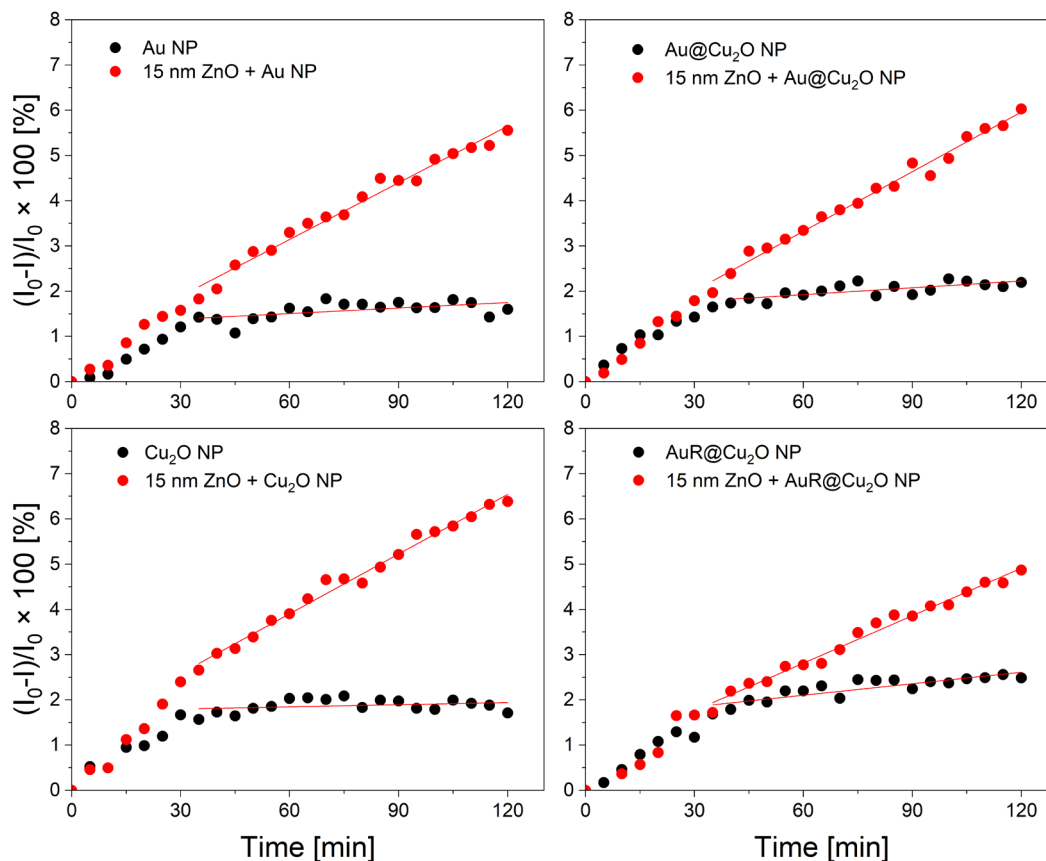 (I₀-I)/I₀ × 100 [%]
8
7
6
5
4
3
2
1
0
Au NP
15 nm ZnO + Au NP
0 30 60 90 120
8
7
6
5
4
3
2
1
0
Au@Cu₂O NP
15 nm ZnO + Au@Cu₂O NP
0 30 60 90 120
(I₀-I)/I₀ × 100 [%]
8
7
6
5
4
3
2
1
0
Cu₂O NP
15 nm ZnO + Cu₂O NP
0 30 60 90 120
Time [min]
8
7
6
5
4
3
2
1
0
AuR@Cu₂O NP
15 nm ZnO + AuR@Cu₂O NP
0 30 60 90 120
Time [min]